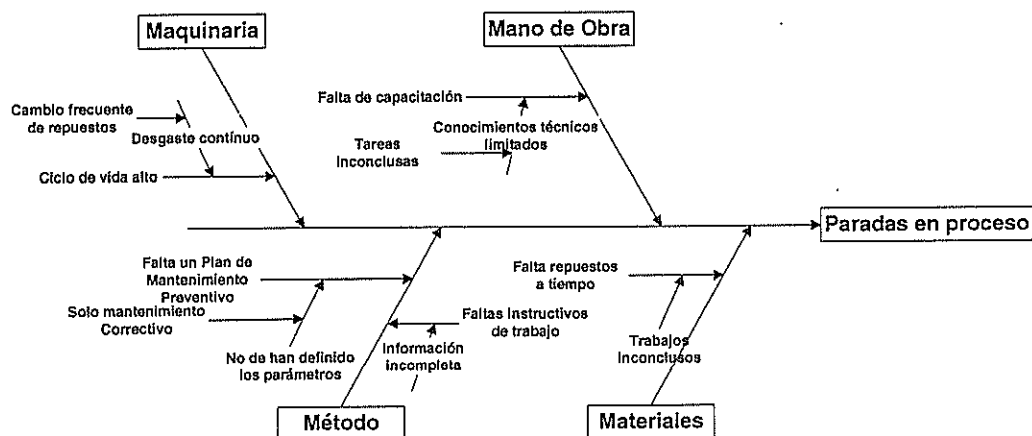 Maquinaria
Mano de Obra
Cambio frecuente
de repuestos
Desgaste contínuo
Ciclo de vida alto
Falta de capacitación
Conocimientos técnicos
limitados
Tareas
Inconclusas
Paradas en proceso
Falta un Plan de
Mantenimiento
Preventivo
Solo mantenimiento
Correctivo
No de han definido
los parámetros
Faltas Instructivos
de trabajo
Información
incompleta
Falta repuestos
a tiempo
Trabajos
Inconclusos
Método
Materiales